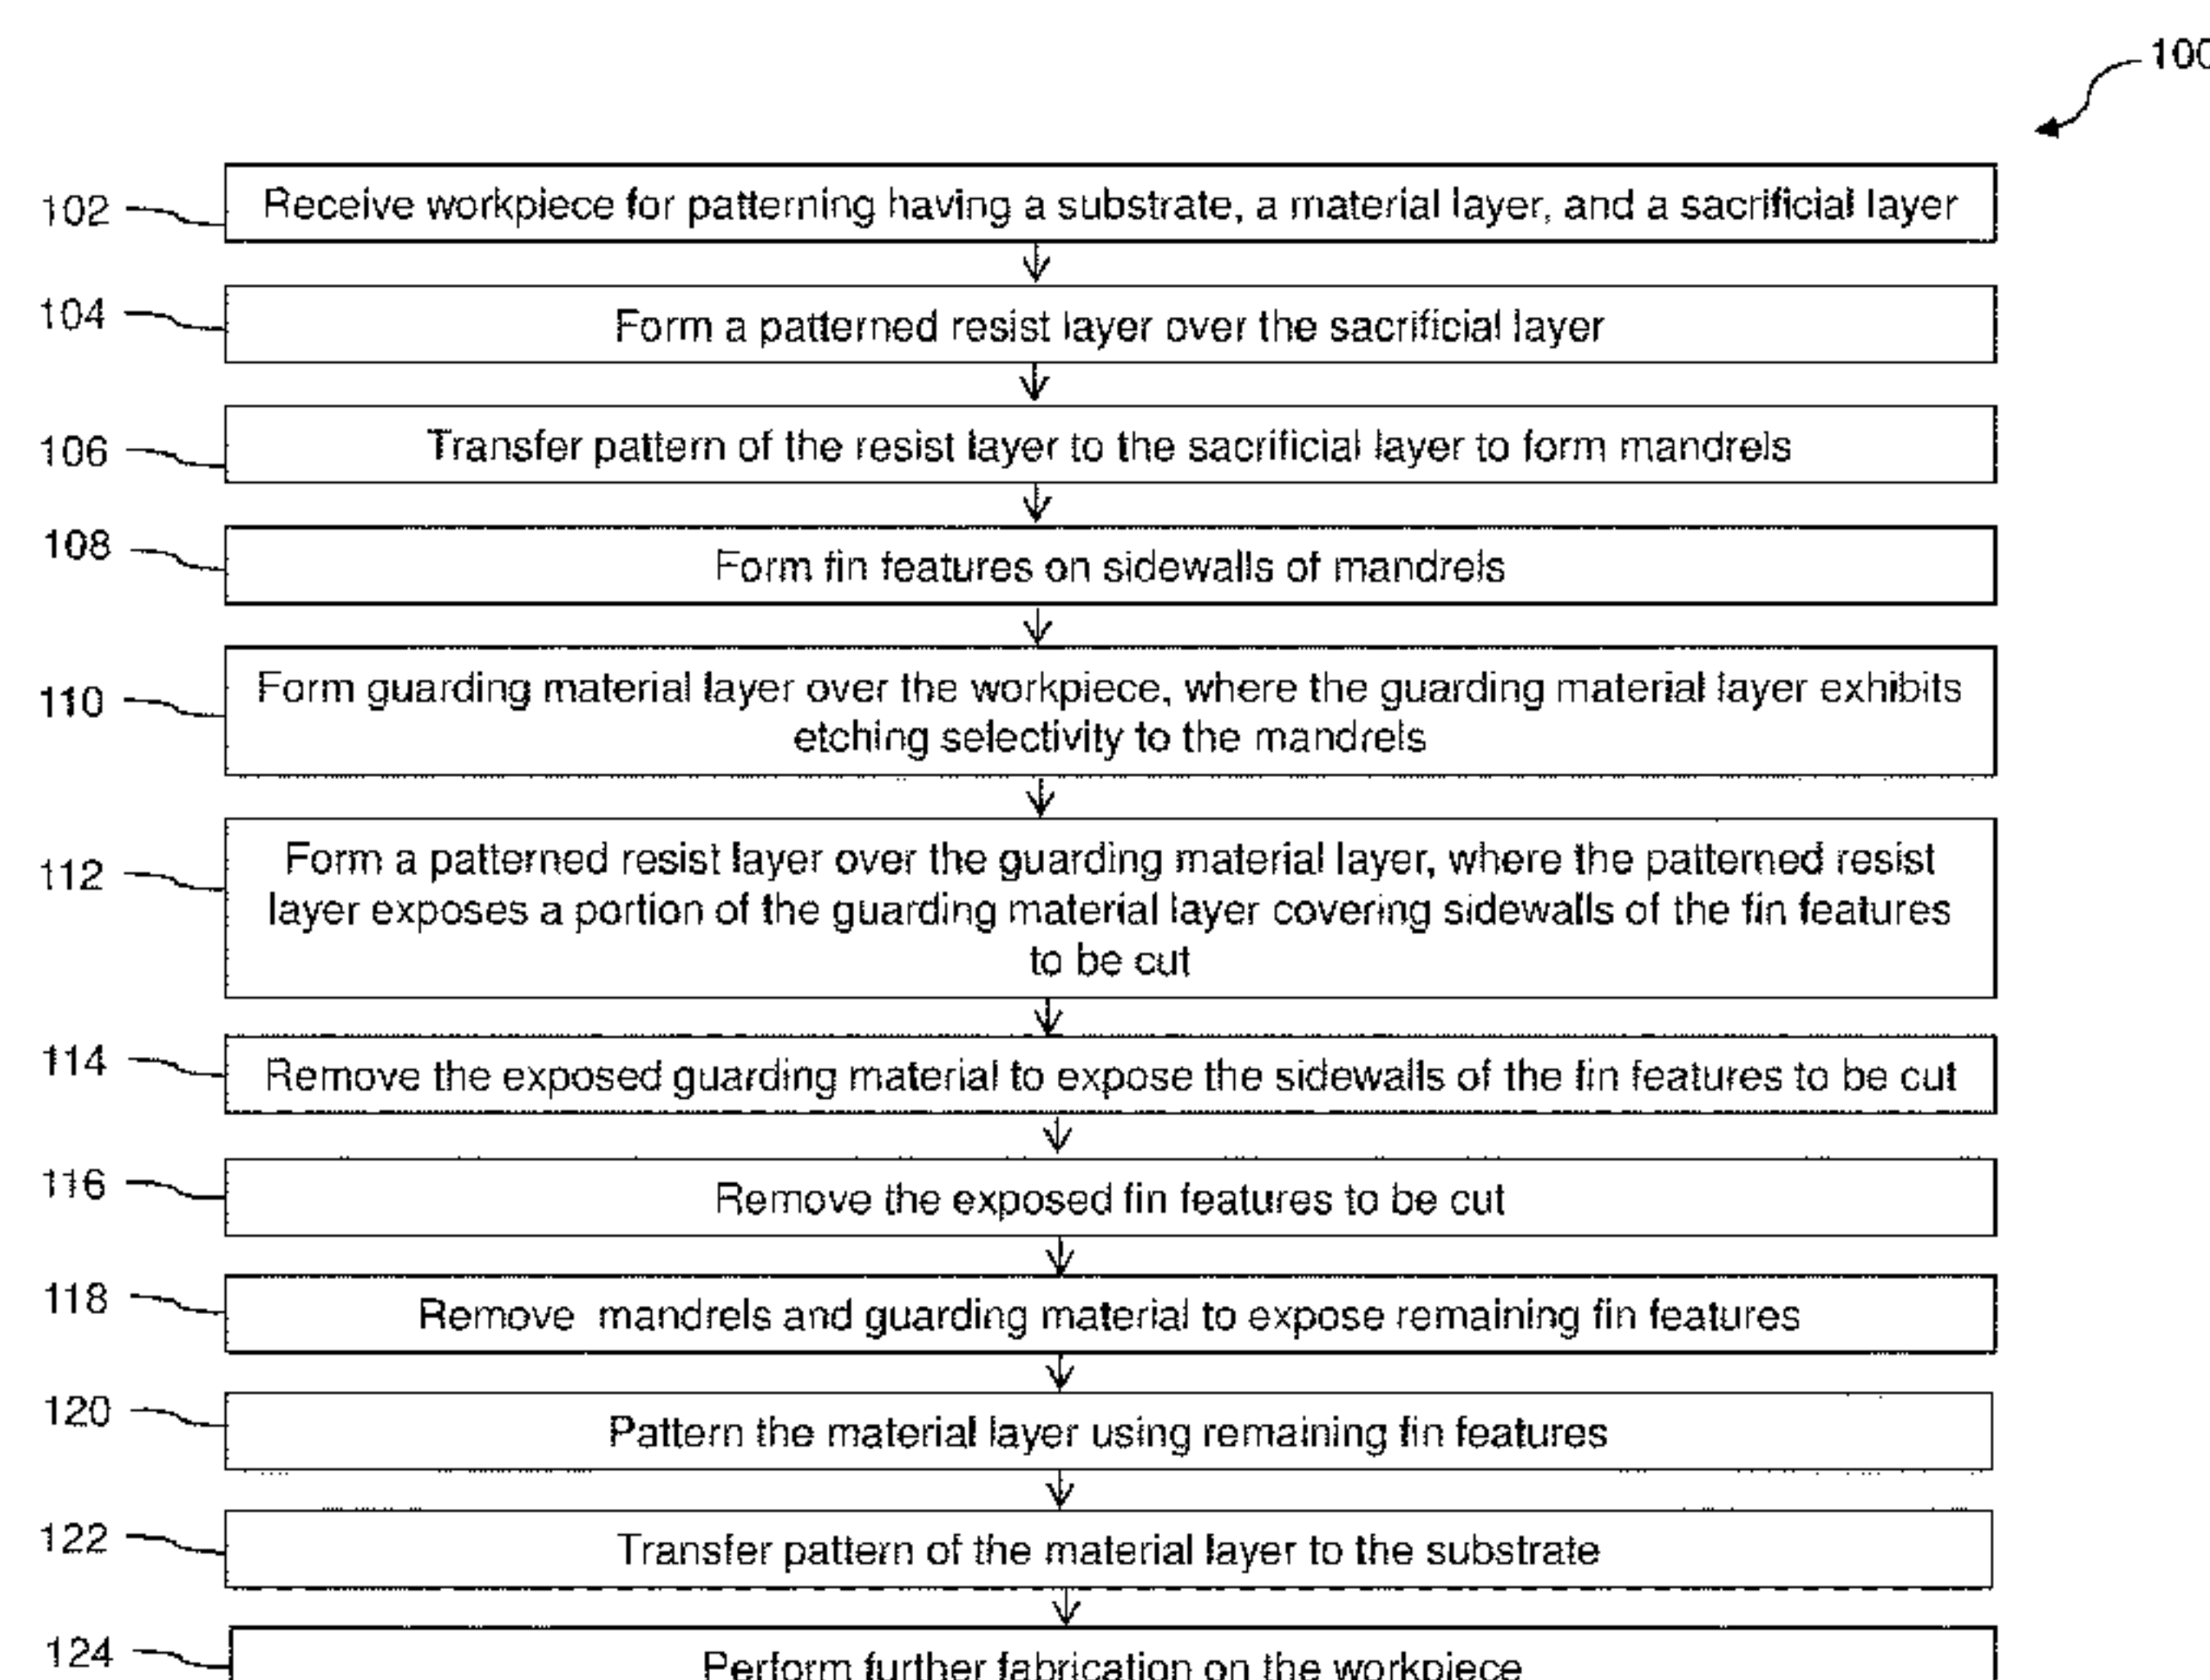 100
102 Receive workpiece for patterning having a substrate, a material layer, and a sacrificial layer
104 Form a patterned resist layer over the sacrificial layer
106 Transfer pattern of the resist layer to the sacrificial layer to form mandrels
108 Form fin features on sidewalls of mandrels
110 Form guarding material layer over the workpiece, where the guarding material layer exhibits
etching selectivity to the mandrels
112 Form a patterned resist layer over the guarding material layer, where the patterned resist
layer exposes a portion of the guarding material layer covering sidewalls of the fin features
to be cut
114 Remove the exposed guarding material to expose the sidewalls of the fin features to be cut
116 Remove the exposed fin features to be cut
118 Remove mandrels and guarding material to expose remaining fin features
120 Pattern the material layer using remaining fin features
122 Transfer pattern of the material layer to the substrate
124 Perform further fabrication on the workpiece